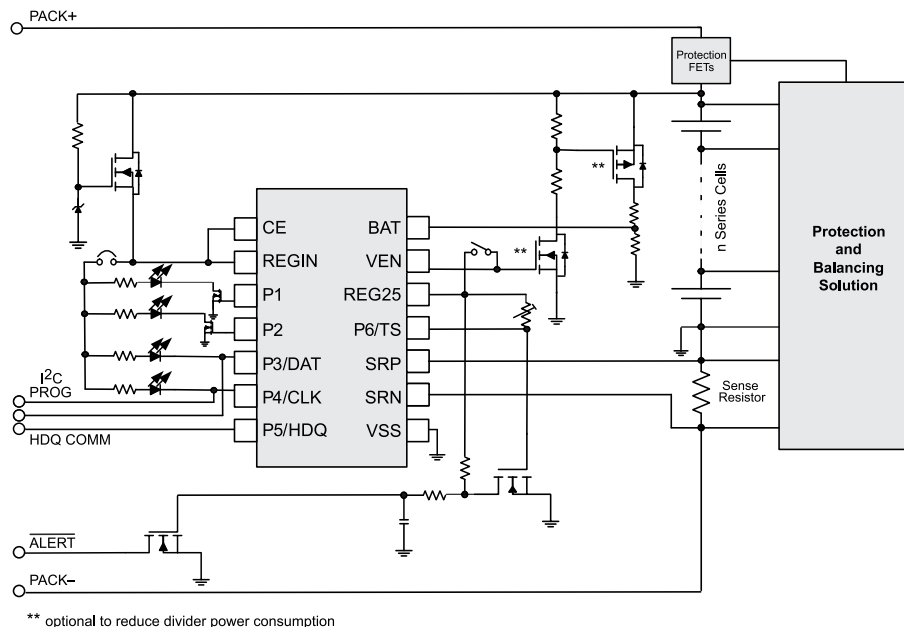 PACK+
Protection
FETs
**
n Series Cells
Protection
and
Balancing
Solution
CE
REGIN
P1
P2
P3/DAT
P4/CLK
P5/HDQ
BAT
VEN
REG25
P6/TS
SRP
SRN
VSS
**
I2C
PROG
HDQ COMM
Sense
Resistor
ALERT
PACK–
** optional to reduce divider power consumption